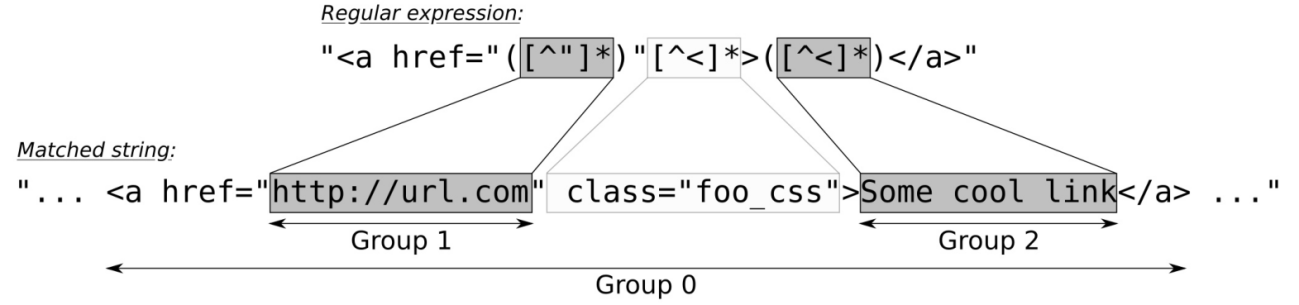 Regular expression:
"<a href="([^"]*)"[^<]*>([^<]*)</a>"
Matched string:
"... <a href="http://url.com" class="foo_css">Some cool link</a> ..."
Group 1 Group 2
Group 0